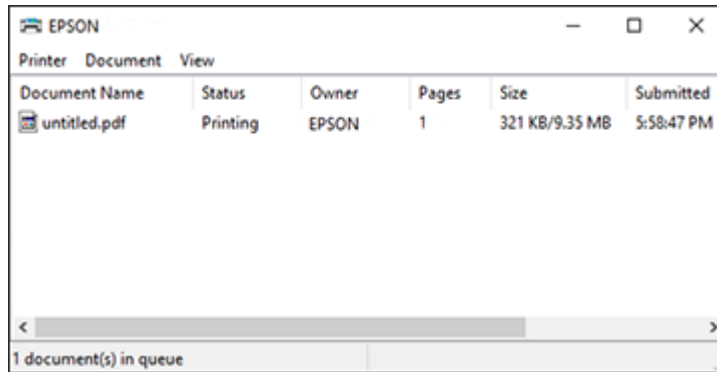 EPSON
Printer Document View
Document Name Status Owner Pages Size Submitted
untitled.pdf Printing EPSON 1 321 KB/9.35 MB 5:58:47 PM
1 document(s) in queue